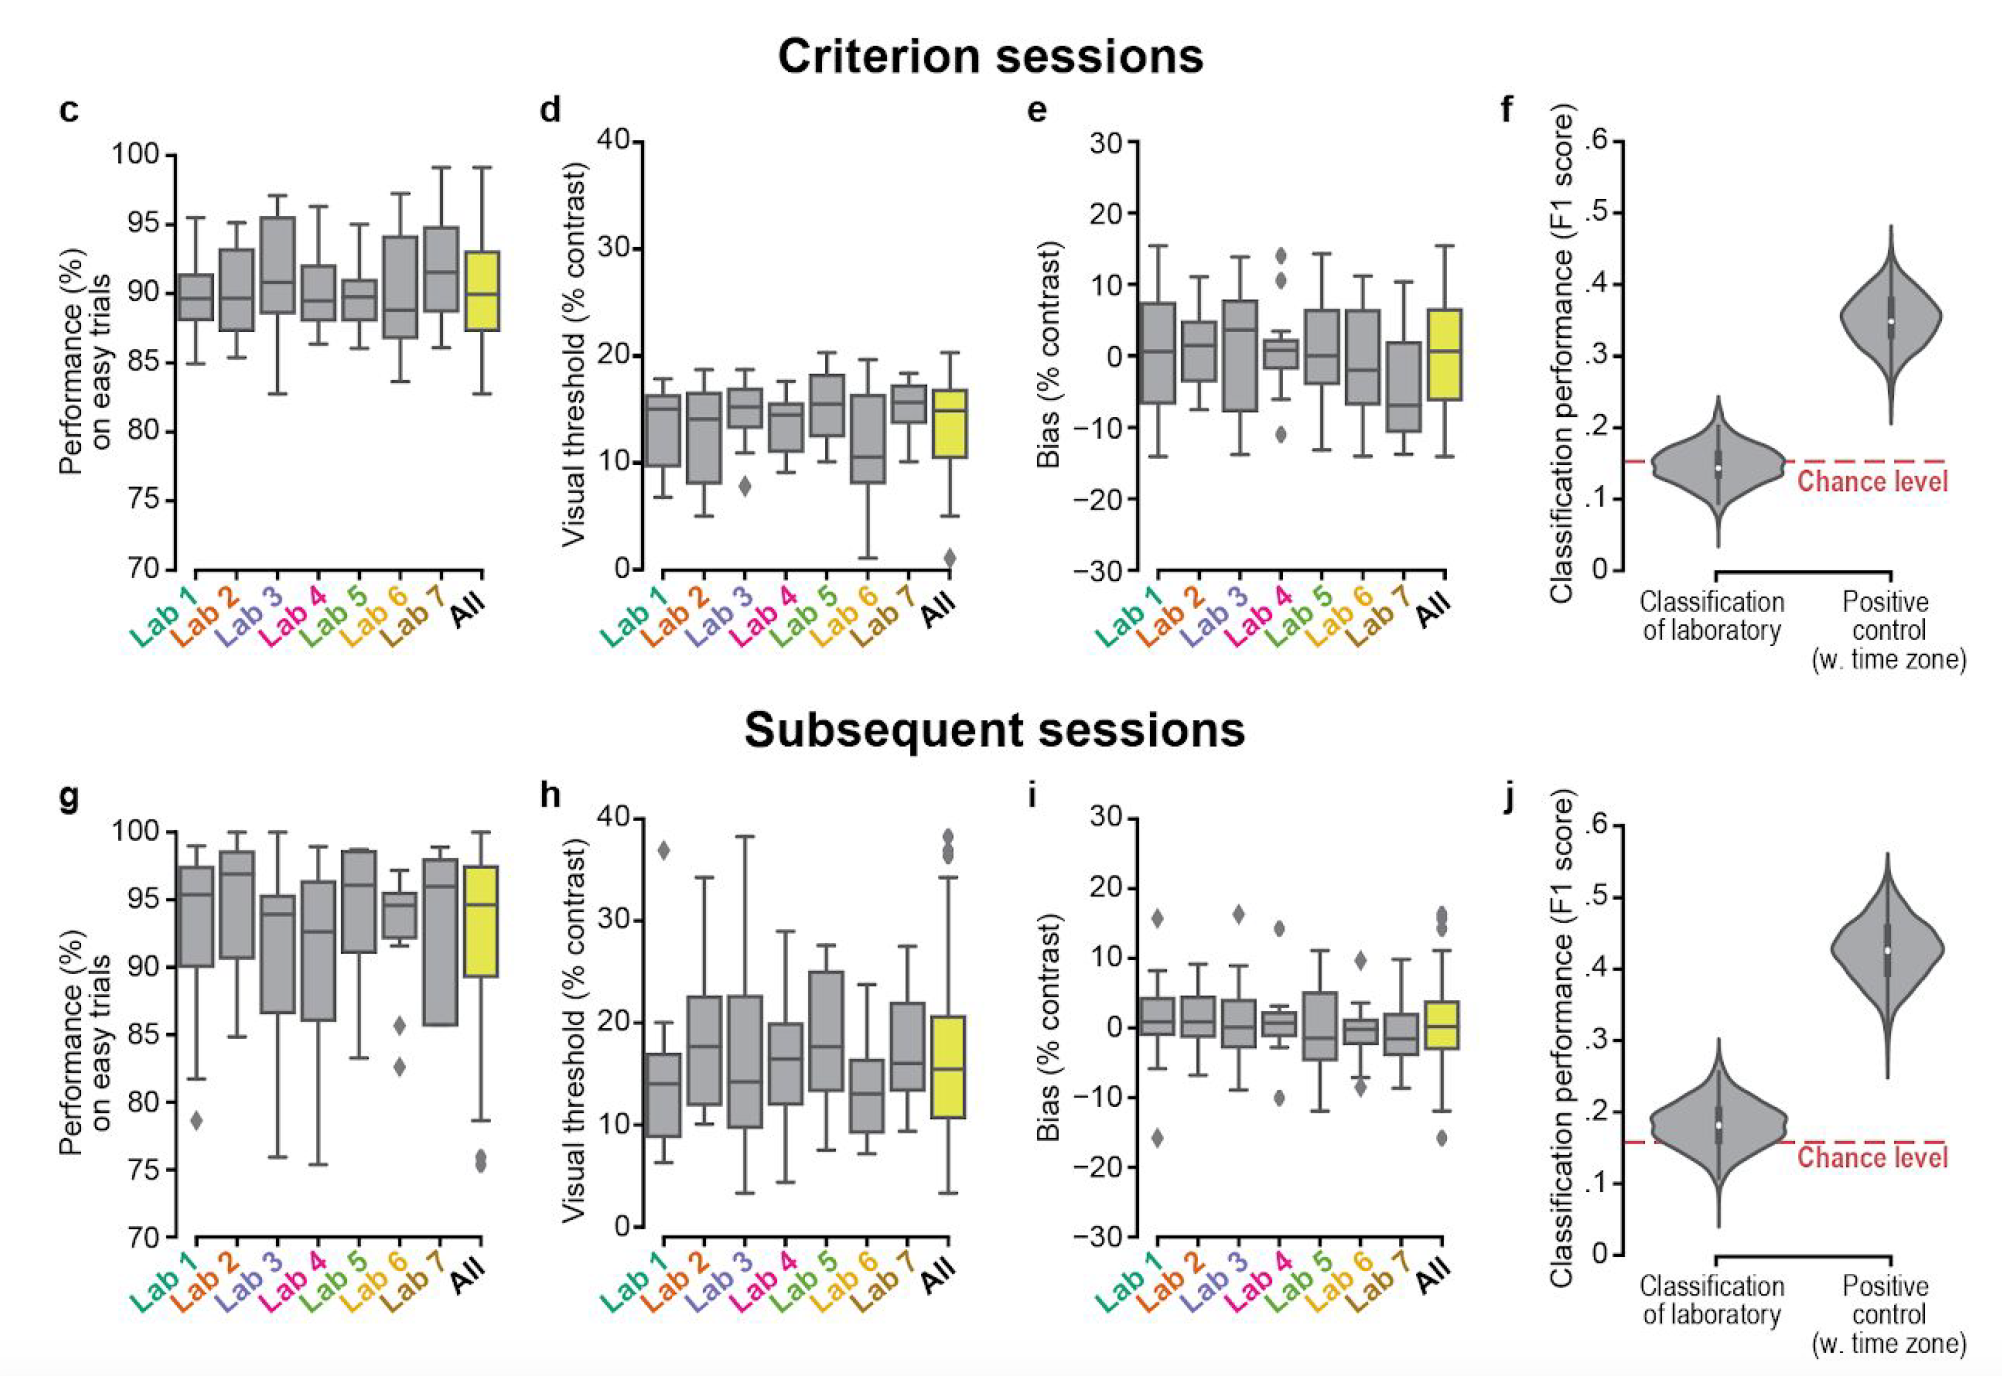 Criterion sessions
c
Performance (%)
on easy trials
100
95
90
85
80
75
70
Lab 1
Lab 2
Lab 3
Lab 4
Lab 5
Lab 6
Lab 7
All
d
Visual threshold (% contrast)
40
30
20
10
0
Lab 1
Lab 2
Lab 3
Lab 4
Lab 5
Lab 6
Lab 7
All
e
Bias (% contrast)
30
20
10
0
−10
−20
−30
Lab 1
Lab 2
Lab 3
Lab 4
Lab 5
Lab 6
Lab 7
All
f
Classification performance (F1 score)
.6
.5
.4
.3
.2
.1
0
Chance level
Classification
of laboratory
Positive
control
(w. time zone)
Subsequent sessions
g
Performance (%)
on easy trials
100
95
90
85
80
75
70
Lab 1
Lab 2
Lab 3
Lab 4
Lab 5
Lab 6
Lab 7
All
h
Visual threshold (% contrast)
40
30
20
10
0
Lab 1
Lab 2
Lab 3
Lab 4
Lab 5
Lab 6
Lab 7
All
i
Bias (% contrast)
30
20
10
0
−10
−20
−30
Lab 1
Lab 2
Lab 3
Lab 4
Lab 5
Lab 6
Lab 7
All
j
Classification performance (F1 score)
.6
.5
.4
.3
.2
.1
0
Chance level
Classification
of laboratory
Positive
control
(w. time zone)